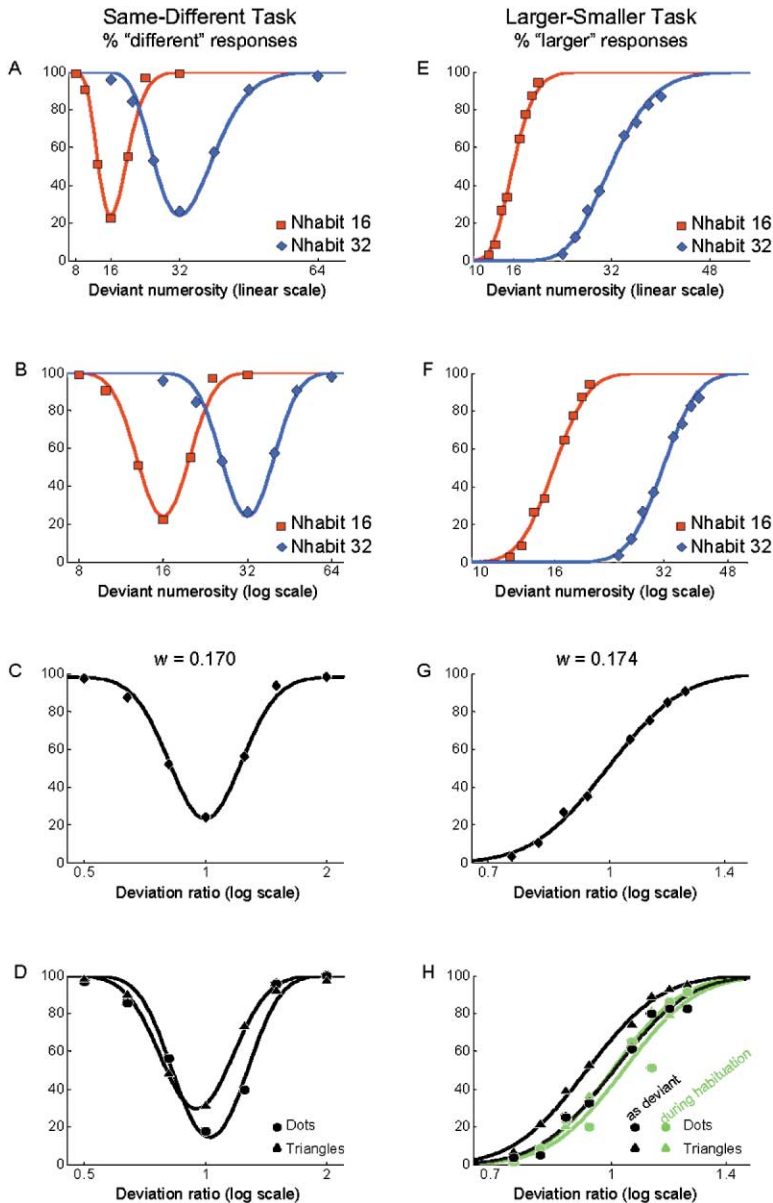 Same-Different Task
% "different" responses
Larger-Smaller Task
% "larger" responses
A
100
80
60
40
20
0
8
16
32
64
Nhabit 16
Nhabit 32
Deviant numerosity (linear scale)
E
100
80
60
40
20
0
10
16
32
48
Nhabit 16
Nhabit 32
Deviant numerosity (linear scale)
B
100
80
60
40
20
0
8
16
32
64
Nhabit 16
Nhabit 32
Deviant numerosity (log scale)
F
100
80
60
40
20
0
10
16
32
48
Nhabit 16
Nhabit 32
Deviant numerosity (log scale)
C
w = 0.170
100
80
60
40
20
0
0.5
1
2
Deviation ratio (log scale)
G
w = 0.174
100
80
60
40
20
0
0.7
1
1.4
Deviation ratio (log scale)
D
100
80
60
40
20
0
0.5
1
2
Dots
Triangles
Deviation ratio (log scale)
H
100
80
60
40
20
0
0.7
1
1.4
as deviant
during habituation
Dots
Triangles
Deviation ratio (log scale)